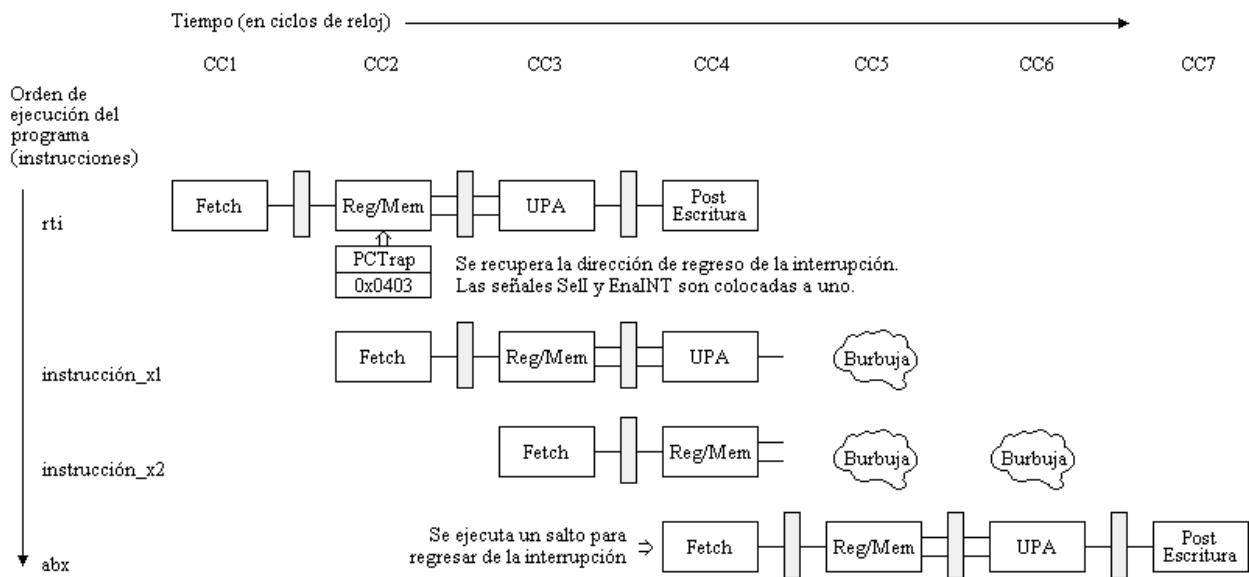 Tiempo (en ciclos de reloj)
CC1 CC2 CC3 CC4 CC5 CC6 CC7
Orden de
ejecución del
programa
(instrucciones)
rti
Fetch
Reg/Mem
UPA
Post
Escritura
PCTrap
0x0403
Se recupera la dirección de regreso de la interrupción.
Las señales SelI y EnaINT son colocadas a uno.
instrucción_x1
Fetch
Reg/Mem
UPA
Burbuja
instrucción_x2
Fetch
Reg/Mem
Burbuja
Burbuja
abx
Se ejecuta un salto para
regresar de la interrupción
Fetch
Reg/Mem
UPA
Post
Escritura